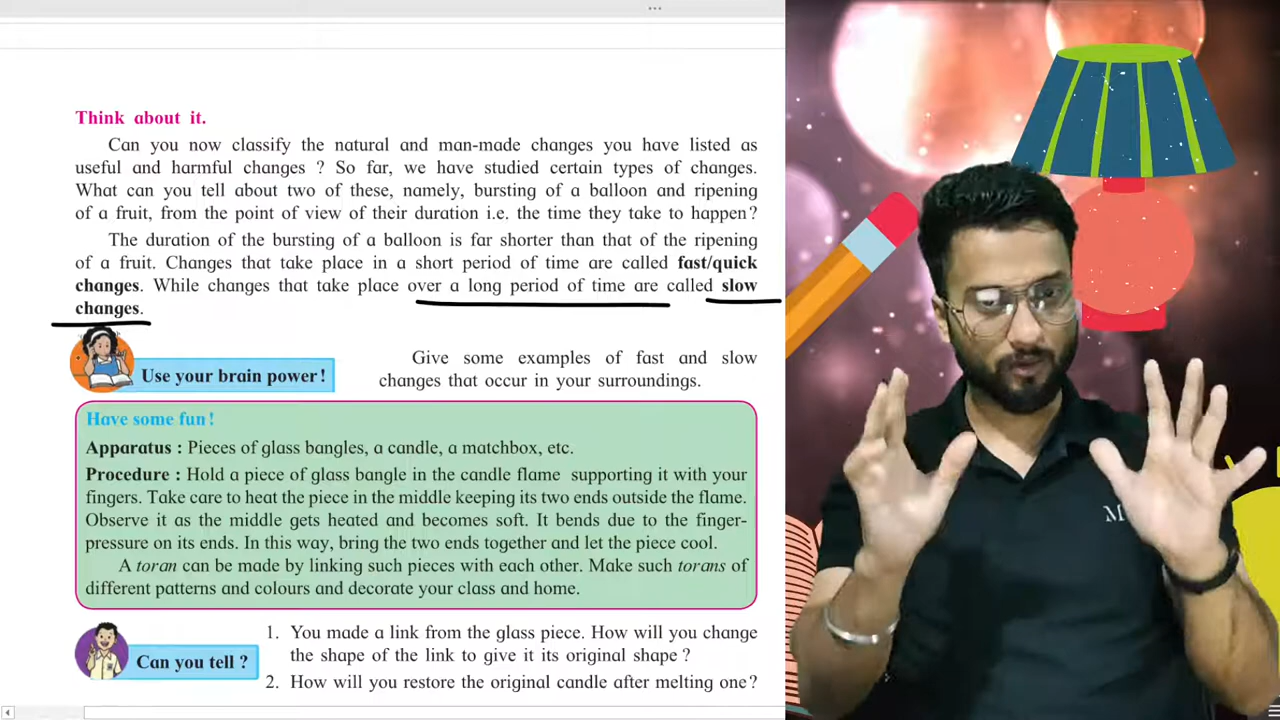 Think about it.
Can you now classify the natural and man-made changes you have listed as
useful and harmful changes ? So far, we have studied certain types of changes.
What can you tell about two of these, namely, bursting of a balloon and ripening
of a fruit, from the point of view of their duration i.e. the time they take to happen?
The duration of the bursting of a balloon is far shorter than that of the ripening
of a fruit. Changes that take place in a short period of time are called fast/quick
changes. While changes that take place over a long period of time are called slow
changes.
Use your brain power!
Give some examples of fast and slow
changes that occur in your surroundings.
Have some fun!
Apparatus : Pieces of glass bangles, a candle, a matchbox, etc.
Procedure : Hold a piece of glass bangle in the candle flame supporting it with your
fingers. Take care to heat the piece in the middle keeping its two ends outside the flame.
Observe it as the middle gets heated and becomes soft. It bends due to the finger-
pressure on its ends. In this way, bring the two ends together and let the piece cool.
A toran can be made by linking such pieces with each other. Make such torans of
different patterns and colours and decorate your class and home.
Can you tell ?
1. You made a link from the glass piece. How will you change
the shape of the link to give it its original shape ?
2. How will you restore the original candle after melting one?
M